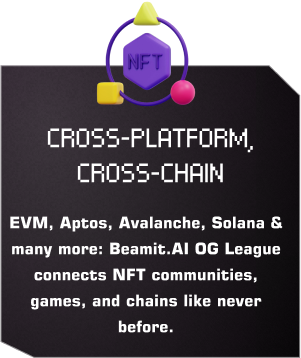 NFT
CROSS-PLATFORM,
CROSS-CHAIN
EVM, Aptos, Avalanche, Solana &
many more: Beamit.AI OG League
connects NFT communities,
games, and chains like never
before.